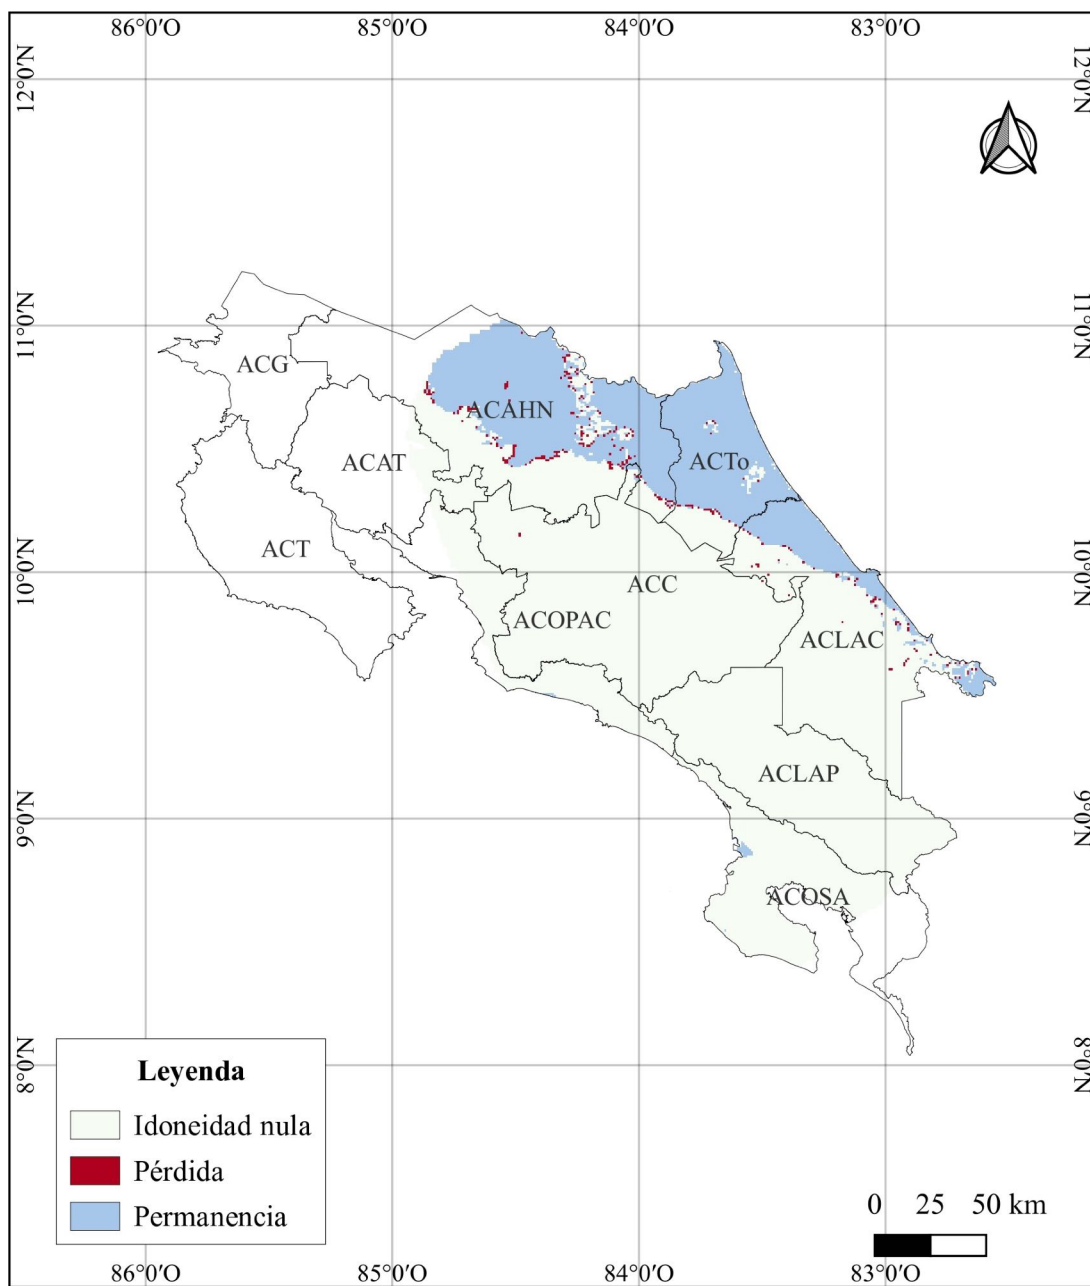 86°0′O 85°0′O 84°0′O 83°0′O
12°0′N 12°0′N
11°0′N 11°0′N
ACG
ACAHN
ACAT
ACTo
10°0′N 10°0′N
ACT
ACC
ACOPAC
ACLAC
ACLAP
9°0′N 9°0′N
ACOSA
8°0′N 8°0′N
Leyenda
Idoneidad nula
Pérdida
Permanencia
0 25 50 km
86°0′O 85°0′O 84°0′O 83°0′O